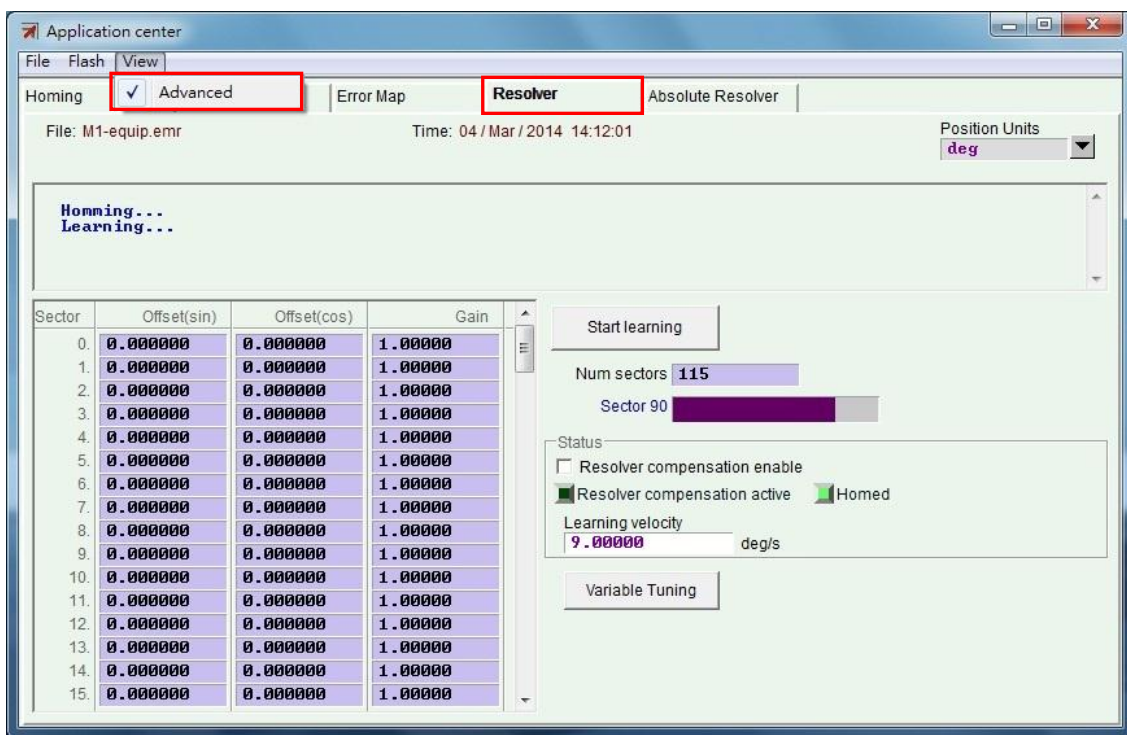 Application center
File Flash View
Homing ✓ Advanced Error Map Resolver Absolute Resolver
File: M1-equip.emr Time: 04 / Mar / 2014 14:12:01 Position Units
deg
Homming...
Learning...
Sector Offset(sin) Offset(cos) Gain
0. 0.000000 0.000000 1.00000
1. 0.000000 0.000000 1.00000
2. 0.000000 0.000000 1.00000
3. 0.000000 0.000000 1.00000
4. 0.000000 0.000000 1.00000
5. 0.000000 0.000000 1.00000
6. 0.000000 0.000000 1.00000
7. 0.000000 0.000000 1.00000
8. 0.000000 0.000000 1.00000
9. 0.000000 0.000000 1.00000
10. 0.000000 0.000000 1.00000
11. 0.000000 0.000000 1.00000
12. 0.000000 0.000000 1.00000
13. 0.000000 0.000000 1.00000
14. 0.000000 0.000000 1.00000
15. 0.000000 0.000000 1.00000
Start learning
Num sectors 115
Sector 90
Status
Resolver compensation enable
Resolver compensation active Homed
Learning velocity
9.00000 deg/s
Variable Tuning